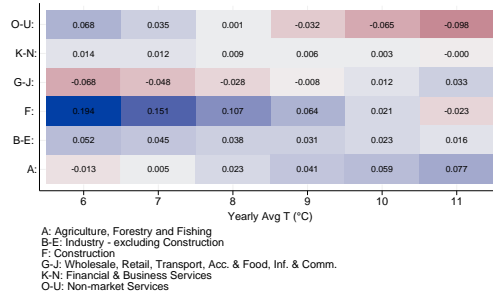 O-U: 0.068 0.035 0.001 -0.032 -0.065 -0.098
K-N: 0.014 0.012 0.009 0.006 0.003 -0.000
G-J: -0.068 -0.048 -0.028 -0.008 0.012 0.033
F: 0.194 0.151 0.107 0.064 0.021 -0.023
B-E: 0.052 0.045 0.038 0.031 0.023 0.016
A: -0.013 0.005 0.023 0.041 0.059 0.077
6 7 8 9 10 11
Yearly Avg T (°C)
A: Agriculture, Forestry and Fishing
B-E: Industry - excluding Construction
F: Construction
G-J: Wholesale, Retail, Transport, Acc. & Food, Inf. & Comm.
K-N: Financial & Business Services
O-U: Non-market Services